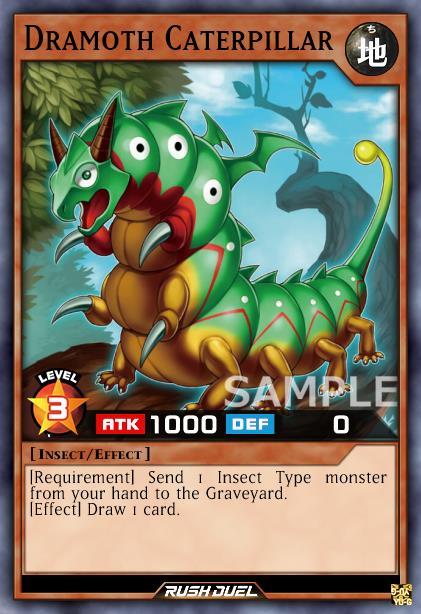 Dramoth Caterpillar
ち
地
SAMPLE
LEVEL
3
ATK 1000 DEF 0
[Insect/Effect]
[Requirement] Send 1 Insect Type monster
from your hand to the Graveyard.
[Effect] Draw 1 card.
RUSH DUEL